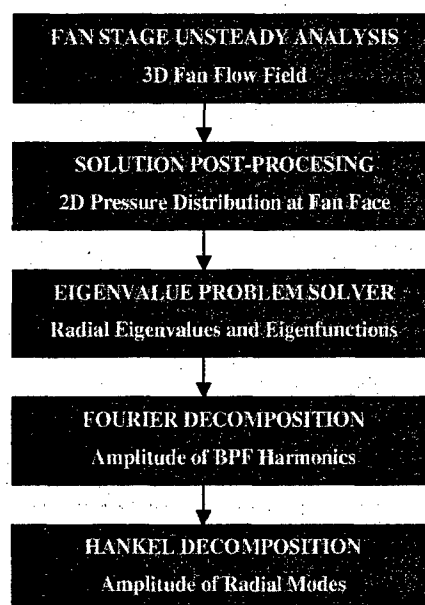 FAN STAGE UNSTEADY ANALYSIS
3D Fan Flow Field
SOLUTION POST-PROCESING
2D Pressure Distribution at Fan Face
EIGENVALUE PROBLEM SOLVER
Radial Eigenvalues and Eigenfunctions
FOURIER DECOMPOSITION
Amplitude of BPF Harmonics
HANKEL DECOMPOSITION
Amplitude of Radial Modes